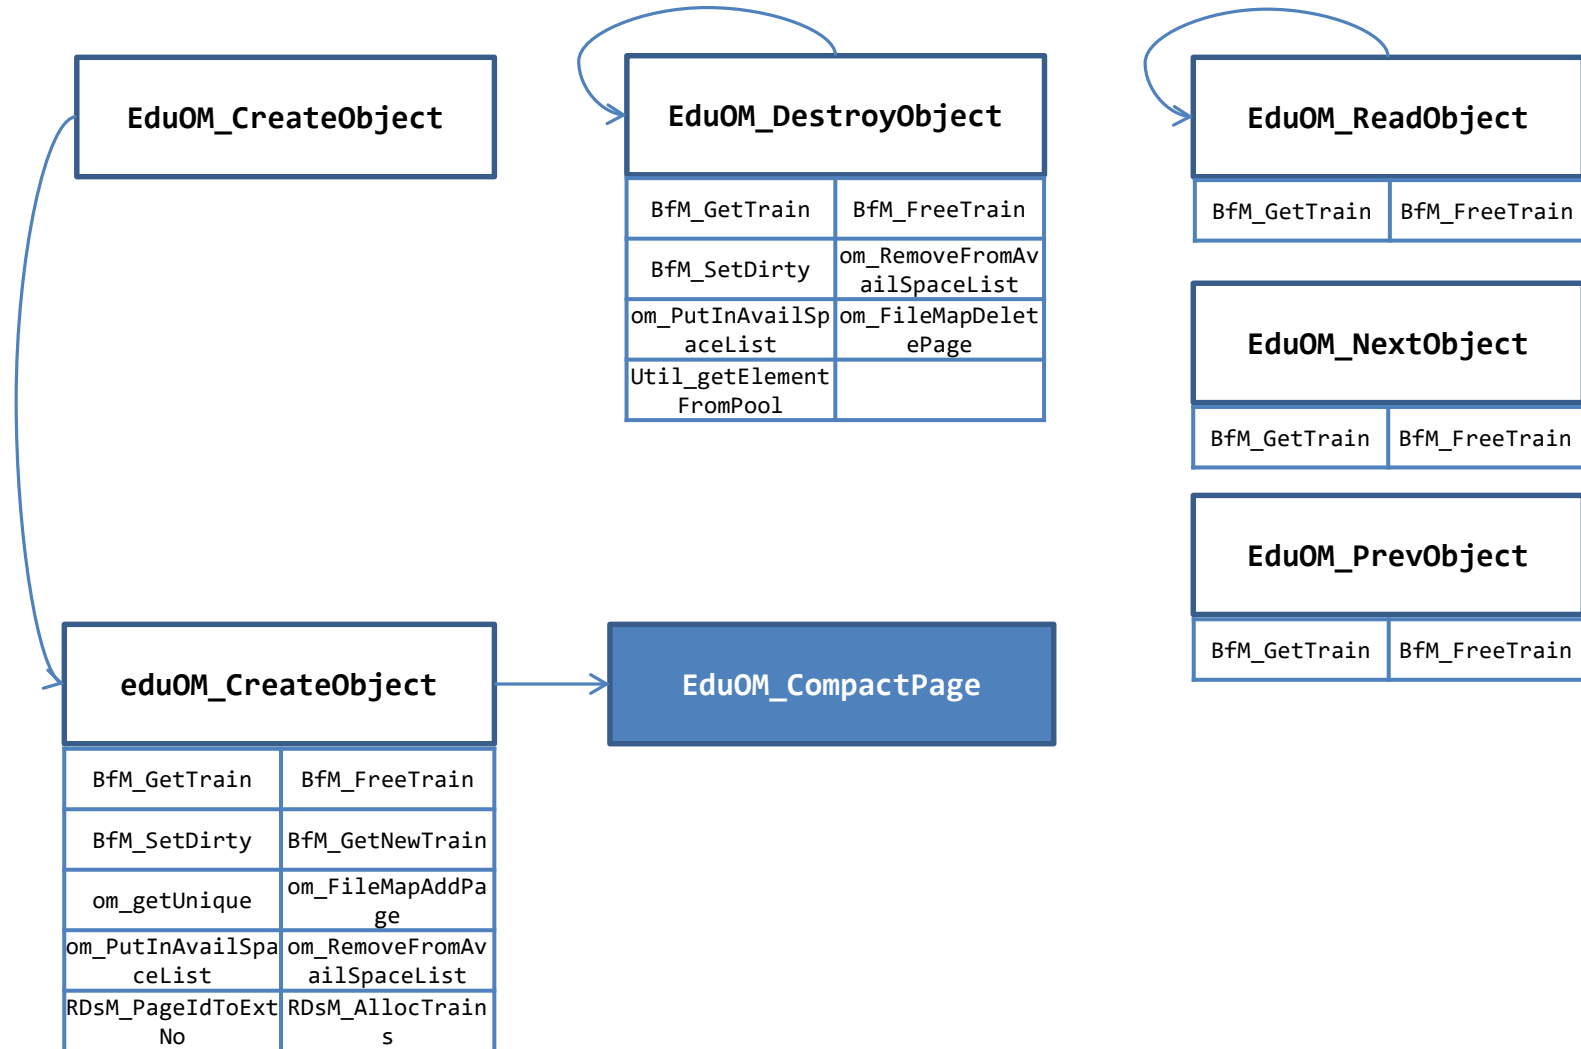 EduOM_CreateObject
EduOM_DestroyObject
BfM_GetTrain
BfM_FreeTrain
BfM_SetDirty
om_RemoveFromAv
ailSpaceList
om_PutInAvailSp
aceList
om_FileMapDelet
ePage
Util_getElement
FromPool
EduOM_ReadObject
BfM_GetTrain
BfM_FreeTrain
EduOM_NextObject
BfM_GetTrain
BfM_FreeTrain
EduOM_PrevObject
BfM_GetTrain
BfM_FreeTrain
eduOM_CreateObject
BfM_GetTrain
BfM_FreeTrain
BfM_SetDirty
BfM_GetNewTrain
om_getUnique
om_FileMapAddPa
ge
om_PutInAvailSpa
ceList
om_RemoveFromAv
ailSpaceList
RDsM_PageIdToExt
No
RDsM_AllocTrain
s
EduOM_CompactPage